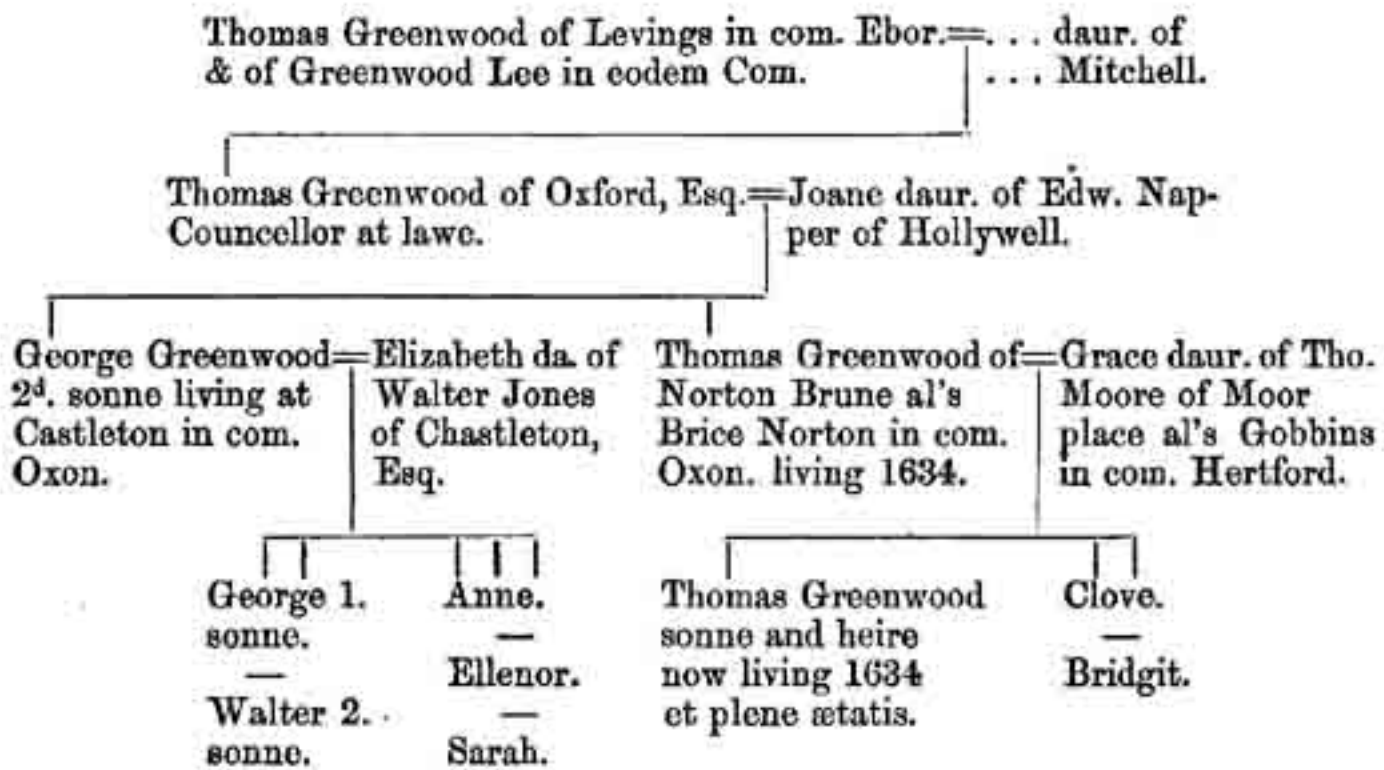 Thomas Greenwood of Levings in com. Ebor.=. . . daur. of
& of Greenwood Lee in eodem Com. . . . Mitchell.
Thomas Greenwood of Oxford, Esq.=Joane daur. of Edw. Nap-
Councellor at lawe. per of Hollywell.
George Greenwood=Elizabeth da. of
2d. sonne living at Walter Jones
Castleton in com. of Chastleton,
Oxon. Esq.
Thomas Greenwood of=Grace daur. of Tho.
Norton Brune al's Moore of Moor
Brice Norton in com. place al's Gobbins
Oxon. living 1634. in com. Hertford.
George 1.
sonne.
—
Walter 2.
sonne.
Anne.
—
Ellenor.
—
Sarah.
Thomas Greenwood
sonne and heire
now living 1634
et plene ætatis.
Clove.
—
Bridgit.